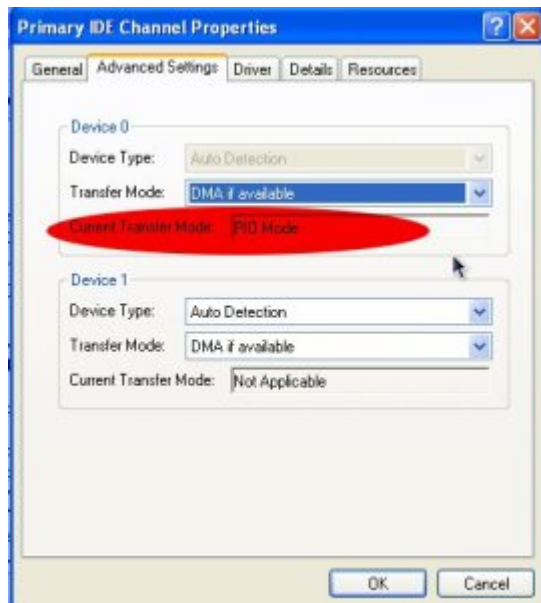 Primary IDE Channel Properties
General Advanced Settings Driver Details Resources
Device 0
Device Type: Auto Detection
Transfer Mode: DMA if available
Current Transfer Mode: PIO Mode
Device 1
Device Type: Auto Detection
Transfer Mode: DMA if available
Current Transfer Mode: Not Applicable
OK Cancel